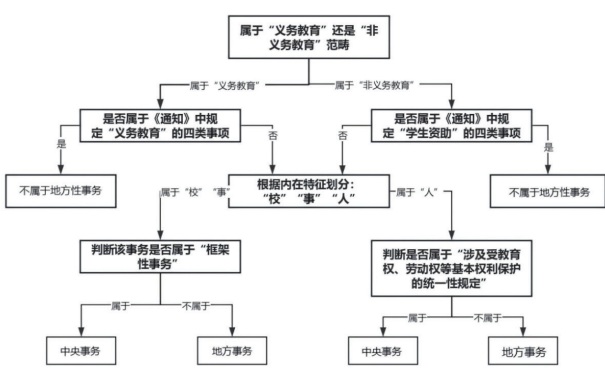 属于“义务教育”还是“非
义务教育”范畴
属于“义务教育”
属于“非义务教育”
是否属于《通知》中规
定“义务教育”的四类事项
是否属于《通知》中规
定“学生资助”的四类事项
是
否
否
是
不属于地方性事务
根据内在特征划分：
“校”“事”“人”
不属于地方性事务
属于“校”“事”
属于“人”
判断该事务是否属于“框架
性事务”
判断是否属于“涉及受教育
权、劳动权等基本权利保护
的统一性规定”
属于
不属于
属于
不属于
中央事务
地方事务
中央事务
地方事务